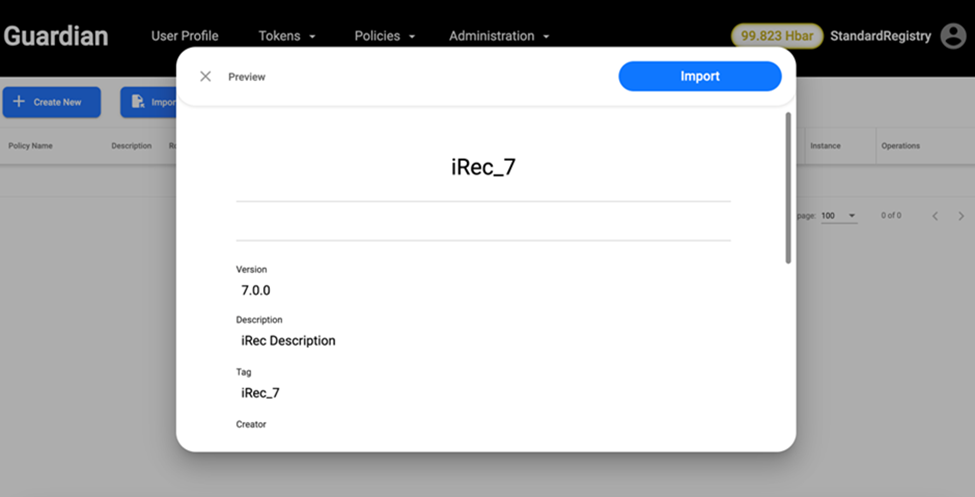 Guardian
User Profile
Tokens
Policies
Administration
99.823 Hbar
StandardRegistry
Preview
Import
Create New
Impor
Policy Name
Description
iRec_7
Instance
Operations
page: 100
0 of 0
Version
7.0.0
Description
iRec Description
Tag
iRec_7
Creator